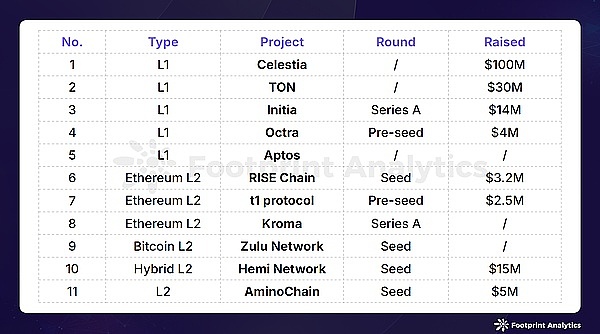 No. Type Project Round Raised
1 L1 Celestia / $100M
2 L1 TON / $30M
3 L1 Initia Series A $14M
4 L1 Octra Pre-seed $4M
5 L1 Aptos / /
Footprint Analytics
6 Ethereum L2 RISE Chain Seed $3.2M
7 Ethereum L2 t1 protocol Pre-seed $2.5M
8 Ethereum L2 Kroma Series A /
9 Bitcoin L2 Zulu Network Seed /
10 Hybrid L2 Hemi Network Seed $15M
11 L2 AminoChain Seed $5M
Footprint Analytics